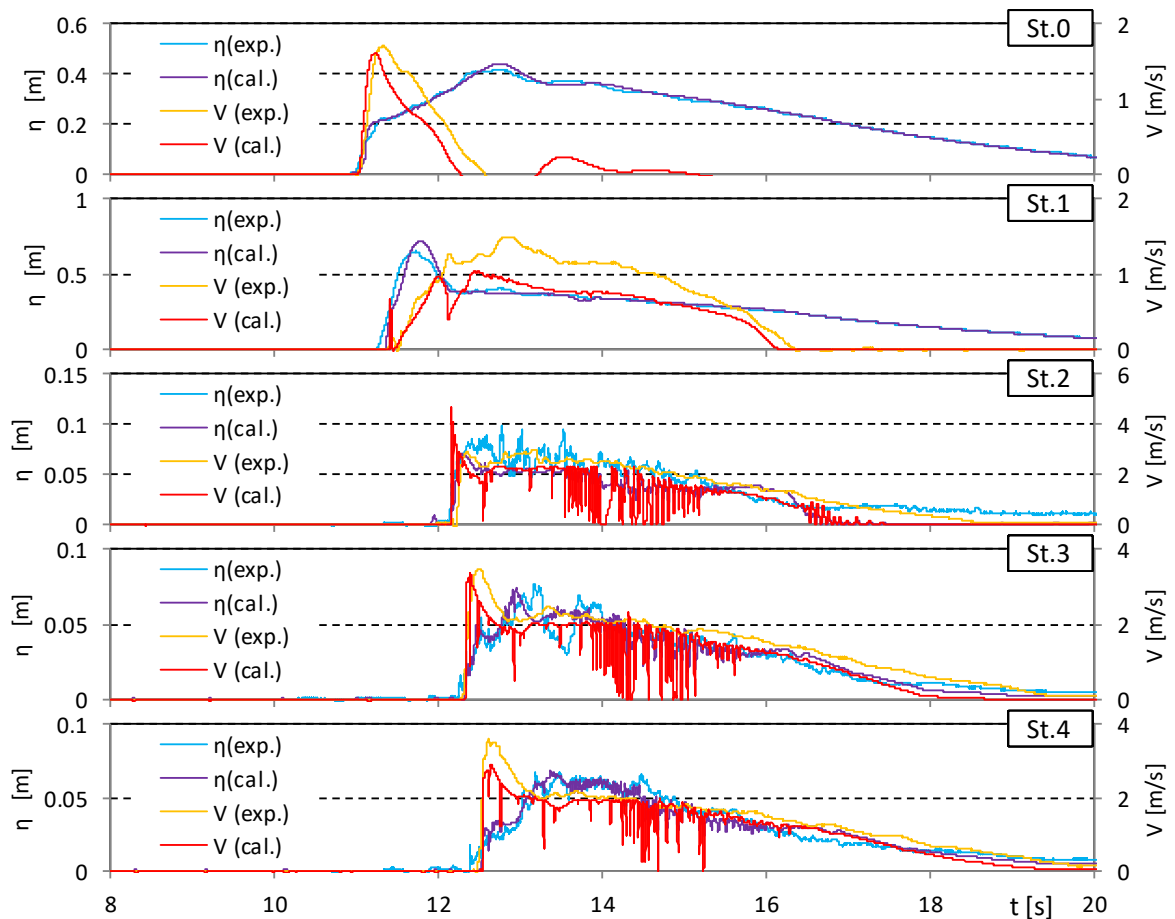 0.6
0.4
0.2
0
η [m]
η(exp.)
η(cal.)
V (exp.)
V (cal.)
St.0
2
1
0
V [m/s]
1
0.5
0
η [m]
η(exp.)
η(cal.)
V (exp.)
V (cal.)
St.1
2
1
0
V [m/s]
0.15
0.1
0.05
0
η [m]
η(exp.)
η(cal.)
V (exp.)
V (cal.)
St.2
6
4
2
0
V [m/s]
0.1
0.05
0
η [m]
η(exp.)
η(cal.)
V (exp.)
V (cal.)
St.3
4
2
0
V [m/s]
0.1
0.05
0
η [m]
η(exp.)
η(cal.)
V (exp.)
V (cal.)
St.4
4
2
0
V [m/s]
8 10 12 14 16 18 t [s] 20